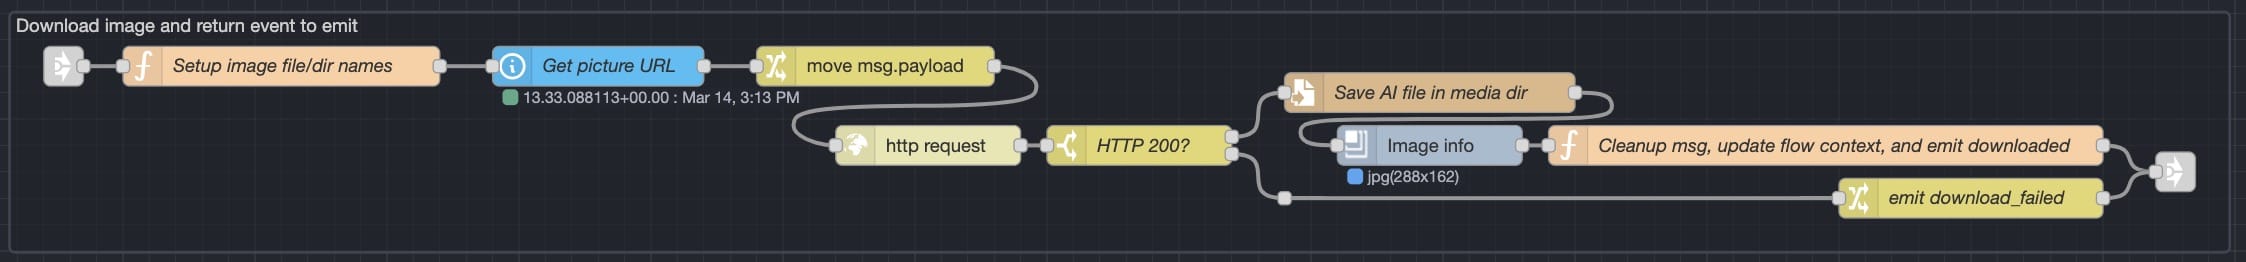 Download image and return event to emit
Setup image file/dir names
Get picture URL
move msg.payload
13.33.088113+00.00 : Mar 14, 3:13 PM
Save AI file in media dir
http request
HTTP 200?
Image info
Cleanup msg, update flow context, and emit downloaded
jpg(288x162)
emit download_failed